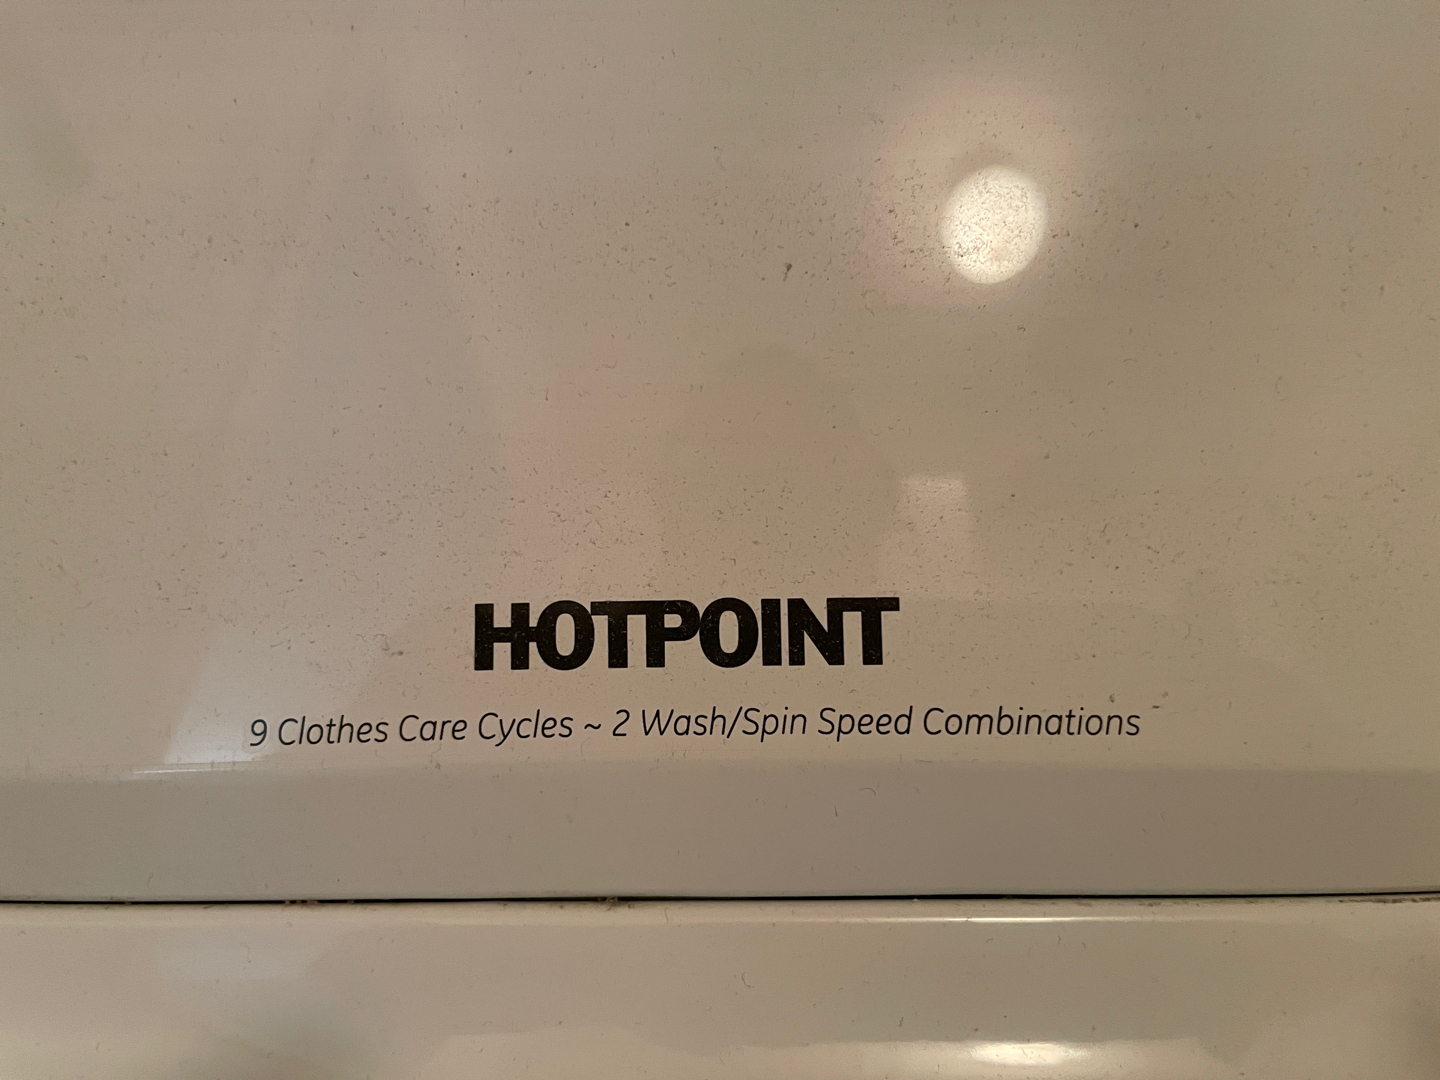 HOTPOINT
9 Clothes Care Cycles ~ 2 Wash/Spin Speed Combinations